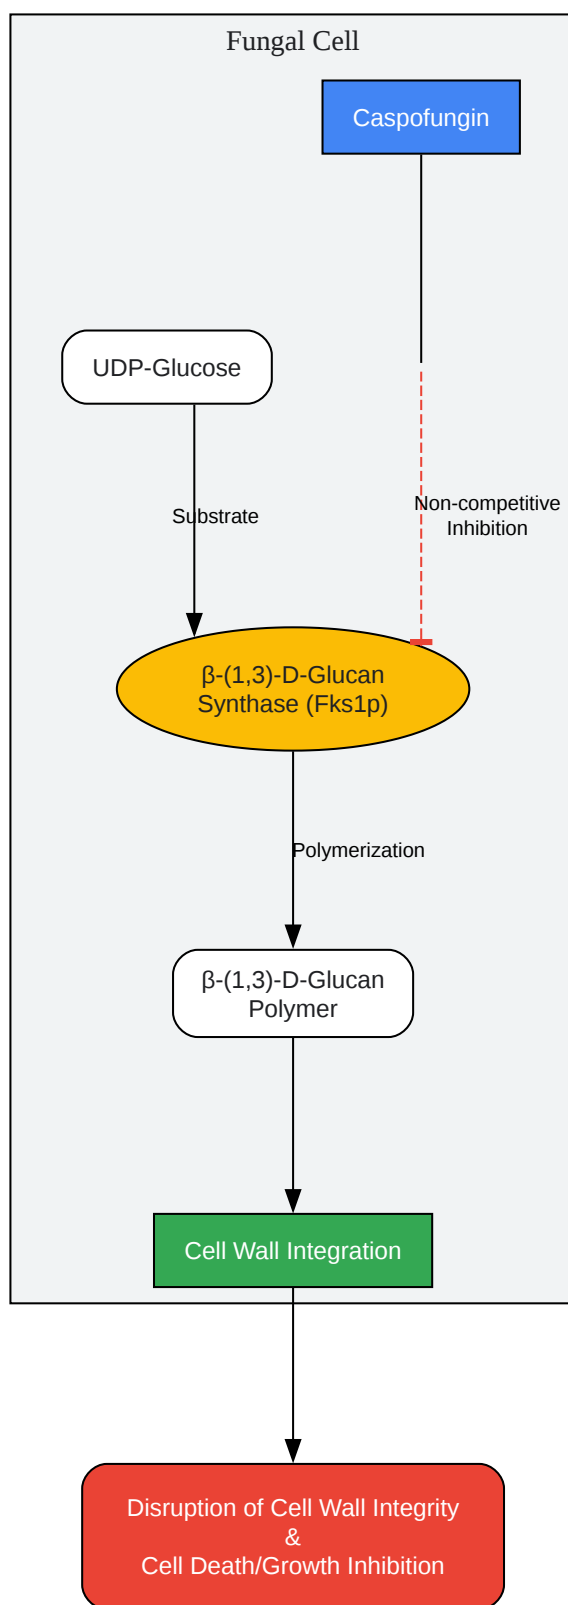 Fungal Cell
Caspofungin
UDP-Glucose
Substrate
Non-competitive
Inhibition
β-(1,3)-D-Glucan
Synthase (Fks1p)
Polymerization
β-(1,3)-D-Glucan
Polymer
Cell Wall Integration
Disruption of Cell Wall Integrity
&
Cell Death/Growth Inhibition